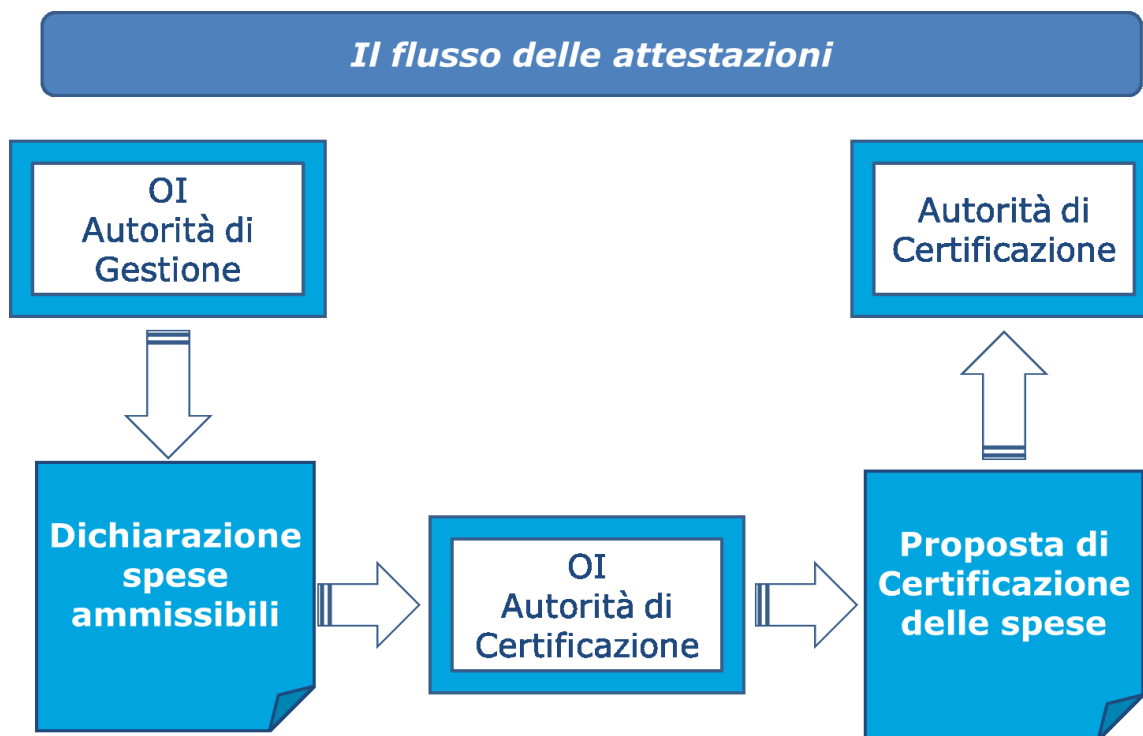 Il flusso delle attestazioni
OI
Autorità di
Gestione
Autorità di
Certificazione
Dichiarazione
spese
ammissibili
OI
Autorità di
Certificazione
Proposta di
Certificazione
delle spese